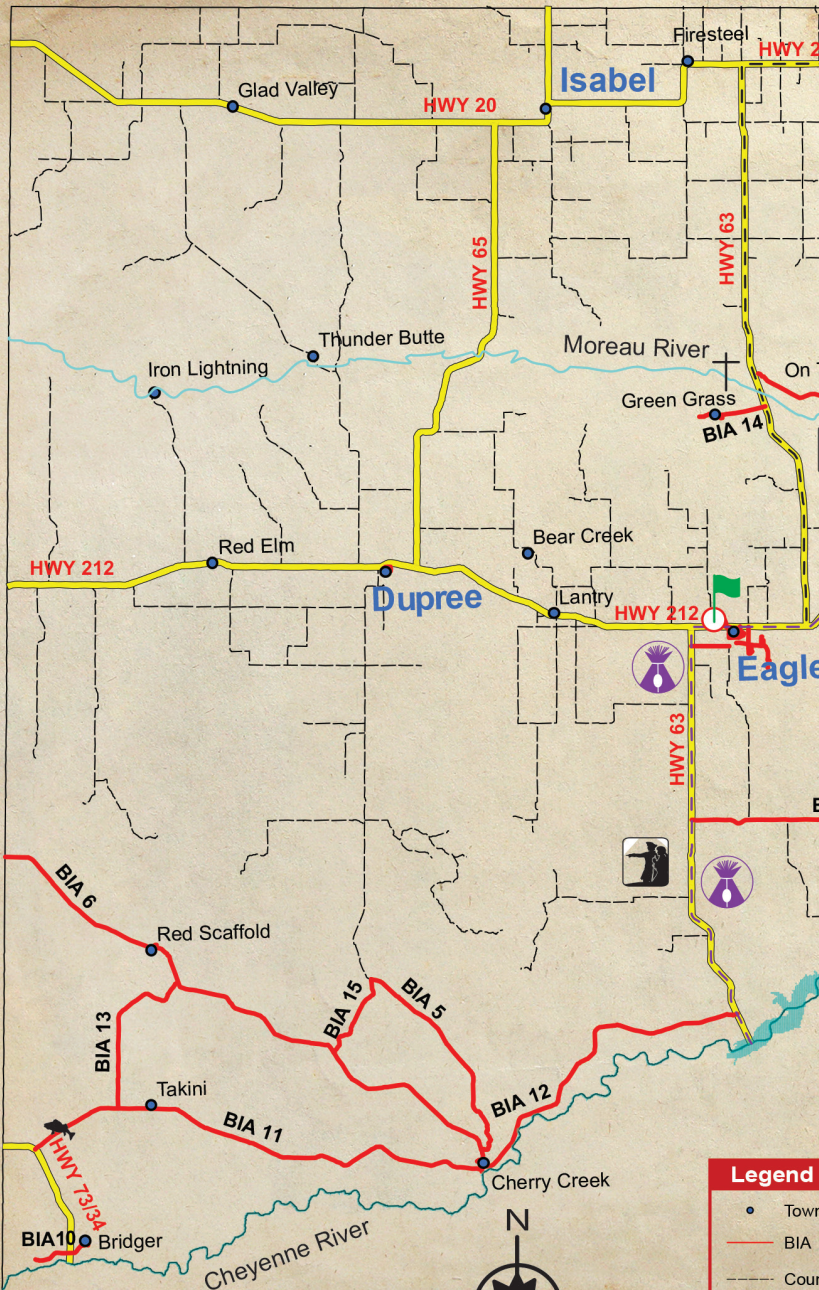 Firesteel
HWY 2
Isabel
Glad Valley
HWY 20
HWY 63
HWY 65
Thunder Butte
Moreau River
Iron Lightning
On T
Green Grass
BIA 14
Bear Creek
Red Elm
HWY 212
Dupree
Lantry
HWY 212
Eagle
HWY 63
BIA 6
Red Scaffold
BIA 15
BIA 5
BIA 13
Takini
BIA 12
BIA 11
HWY 73/34
Cherry Creek
Legend
Town
BIA
Coun
N
BIA10
Bridger
Cheyenne River